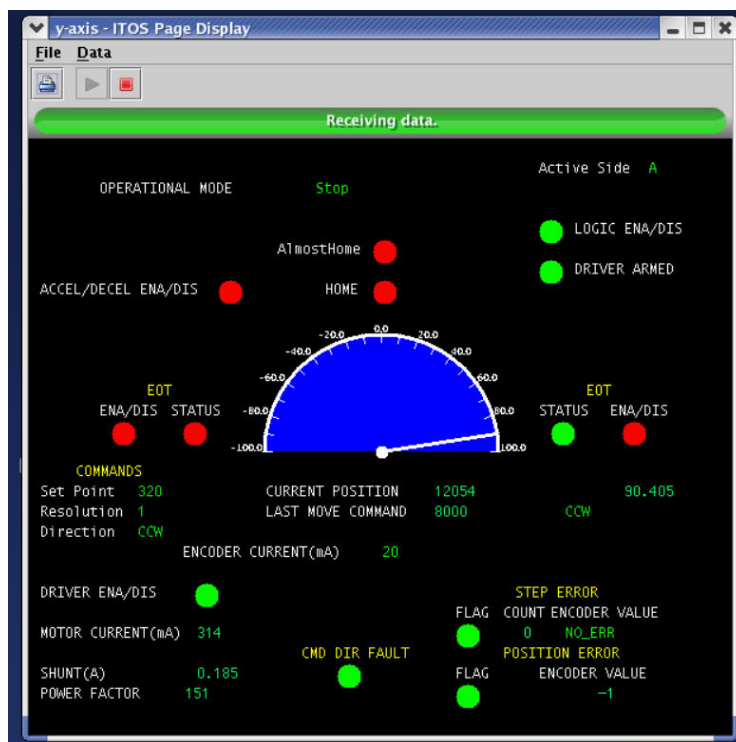 y-axis - ITOS Page Display
File Data
Receiving data.
Active Side A
OPERATIONAL MODE Stop
LOGIC ENA/DIS
AlmostHome
DRIVER ARMED
ACCEL/DECEL ENA/DIS HOME
-20.0 0.0 20.0
-40.0 40.0
-60.0 60.0
-80.0 80.0
-100.0 100.0
EOT EOT
ENA/DIS STATUS STATUS ENA/DIS
COMMANDS
Set Point 320 CURRENT POSITION 12054 90.405
Resolution 1 LAST MOVE COMMAND 8000 CCW
Direction CCW
ENCODER CURRENT(mA) 20
DRIVER ENA/DIS STEP ERROR
FLAG COUNT ENCODER VALUE
MOTOR CURRENT(mA) 314 0 NO_ERR
CMD DIR FAULT POSITION ERROR
SHUNT(A) 0.185 FLAG ENCODER VALUE
POWER FACTOR 151 -1